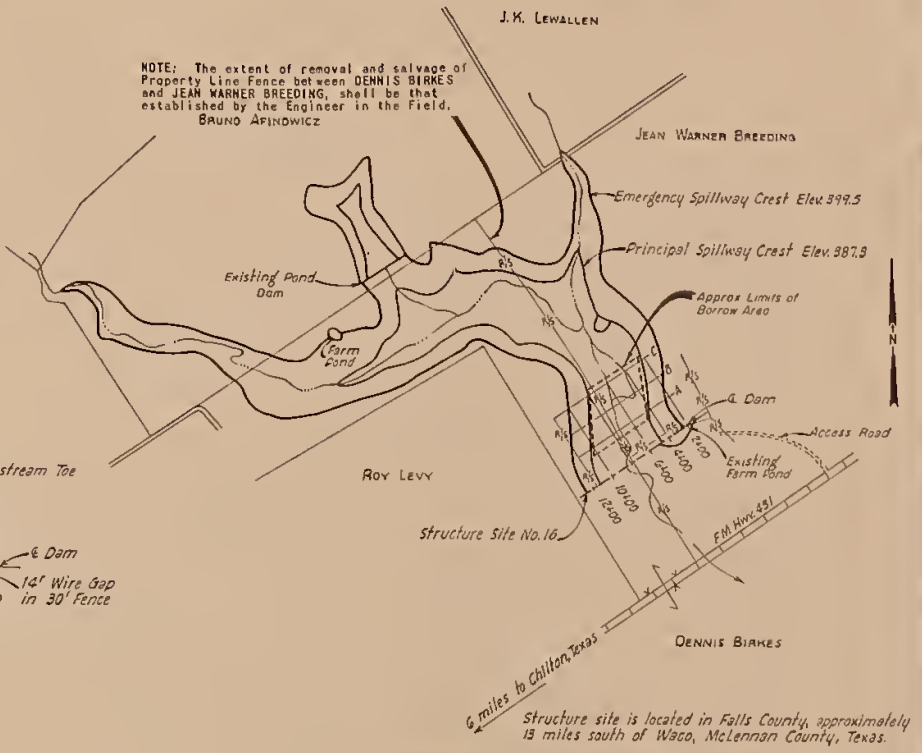 J.K. LEWALLEN
NOTE: The extent of removal and salvage of
Property Line Fence between DENNIS BIRKES
and JEAN WARNER BREEDING, shall be that
established by the Engineer in the Field.
BRUNO AFINOWICZ
JEAN WARNER BREEDING
Emergency Spillway Crest Elev. 399.5
Principal Spillway Crest Elev. 387.3
R/S
Existing Pond
Dam
Approx Limits of
Borrow Area
R/S
Farm
Pond
N
C
B
A
R/S
R/S
R/S
R/S
R/S
R/S
R/S
℄ Dam
Access Road
stream Toe
ROY LEVY
Existing
Farm Pond
2+00
4+00
6+00
10+00
12+00
R/S
Structure Site No. 16
FM Hwy. 431
℄ Dam
14' Wire Gap
in 30' Fence
DENNIS BIRKES
6 miles to Chilton, Texas
Structure site is located in Falls County, approximately
13 miles south of Waco, McLennan County, Texas.